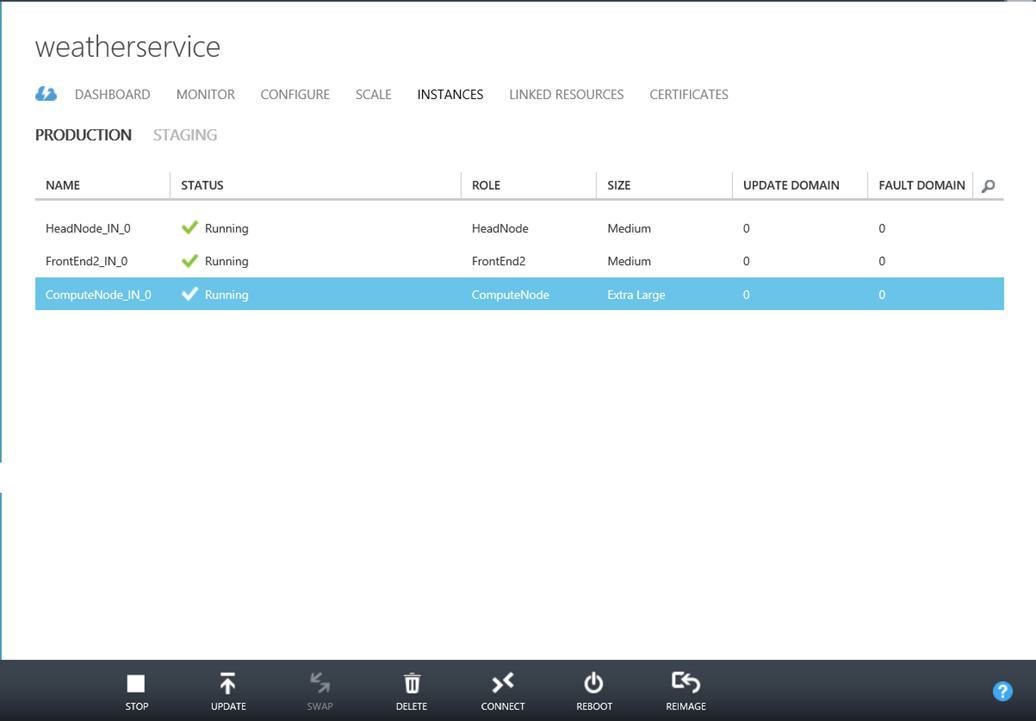 weatherservice
DASHBOARD MONITOR CONFIGURE SCALE INSTANCES LINKED RESOURCES CERTIFICATES
PRODUCTION STAGING
NAME STATUS ROLE SIZE UPDATE DOMAIN FAULT DOMAIN
HeadNode_IN_0 Running HeadNode Medium 0 0
FrontEnd2_IN_0 Running FrontEnd2 Medium 0 0
ComputeNode_IN_0 Running ComputeNode Extra Large 0 0
STOP UPDATE SWAP DELETE CONNECT REBOOT REIMAGE ?